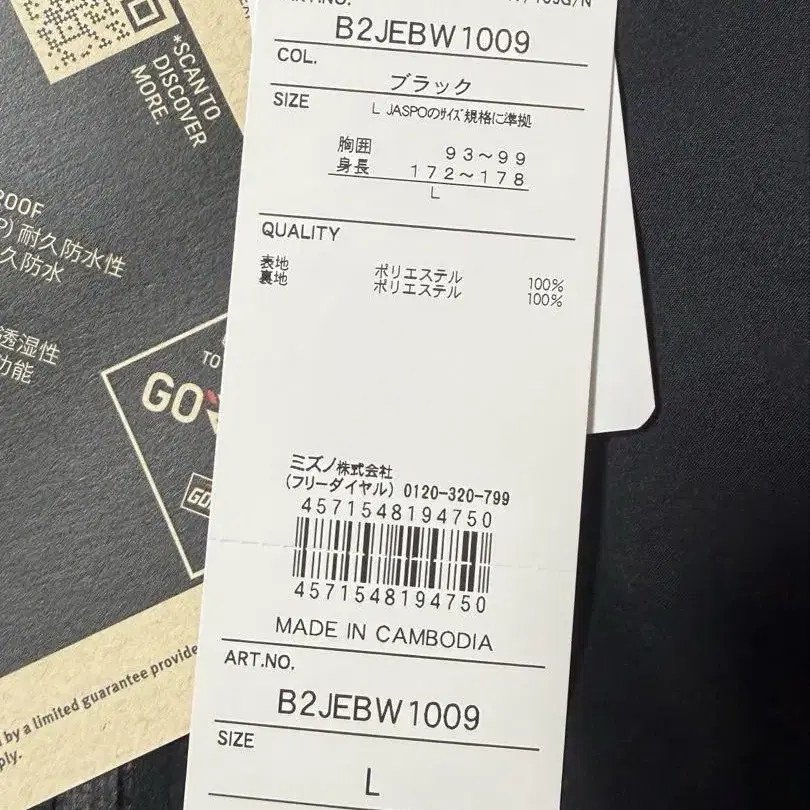 *SCAN TO
DISCOVER
MORE.
耐久防水性
久防水
透湿性
功能
TO
GO
by a limited guarantee provide
ply.
B2JEBW1009
COL.
ブラック
SIZE
L JASPOのサイズ規格に準拠
胸囲 93〜99
身長 172〜178
L
QUALITY
表地 ポリエステル 100%
裏地 ポリエステル 100%
ミズノ株式会社
(フリーダイヤル) 0120-320-799
4571548194750
4571548194750
MADE IN CAMBODIA
ART.NO.
B2JEBW1009
SIZE
L